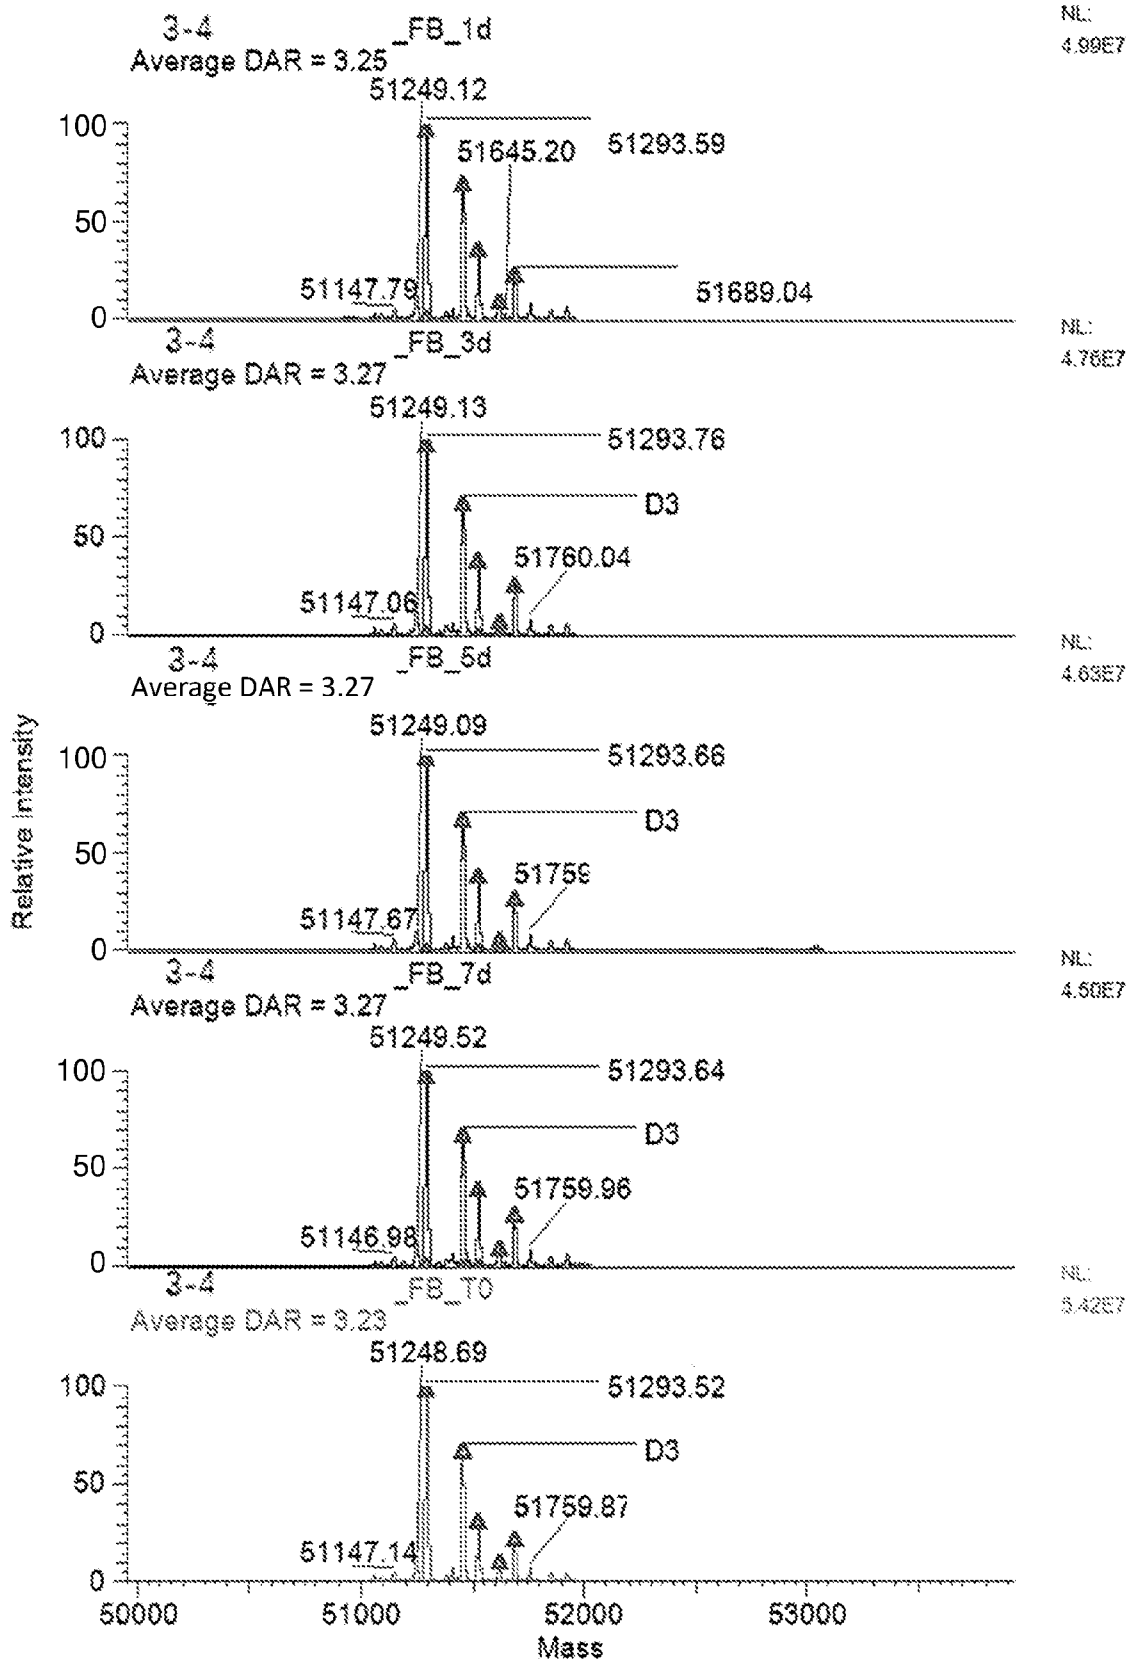 3-4 _FB_1d NL:
Average DAR = 3.25 4.99E7
51249.12
100
51293.59
51645.20
50
51147.79
51689.04
0
3-4 _FB_3d NL:
Average DAR = 3.27 4.76E7
51249.13
100 51293.76
D3
50
51760.04
51147.06
0
3-4 _FB_5d NL:
Average DAR = 3.27 4.63E7
51249.09
100 51293.66
D3
50
51759
51147.67
0
3-4 _FB_7d NL:
Average DAR = 3.27 4.50E7
51249.52
100 51293.64
D3
50
51759.96
51146.98
0
3-4 _FB_T0 NL:
Average DAR = 3.23 5.42E7
51248.69
100 51293.52
D3
50
51759.87
51147.14
0
50000 51000 52000 53000
Mass
Relative Intensity